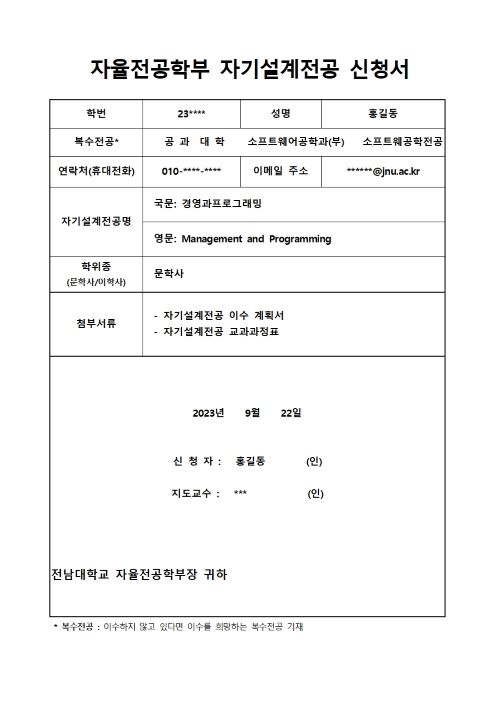 자율전공학부 자기설계전공 신청서
학번 23**** 성명 홍길동
복수전공* 공 과 대 학 소프트웨어공학과(부) 소프트웨공학전공
연락처(휴대전화) 010-****-**** 이메일 주소 ******@jnu.ac.kr
자기설계전공명
국문: 경영과프로그래밍
영문: Management and Programming
학위종
(문학사/이학사)
문학사
첨부서류
- 자기설계전공 이수 계획서
- 자기설계전공 교과과정표
2023년 9월 22일
신 청 자 : 홍길동 (인)
지도교수 : *** (인)
전남대학교 자율전공학부장 귀하
* 복수전공 : 이수하지 않고 있다면 이수를 희망하는 복수전공 기재